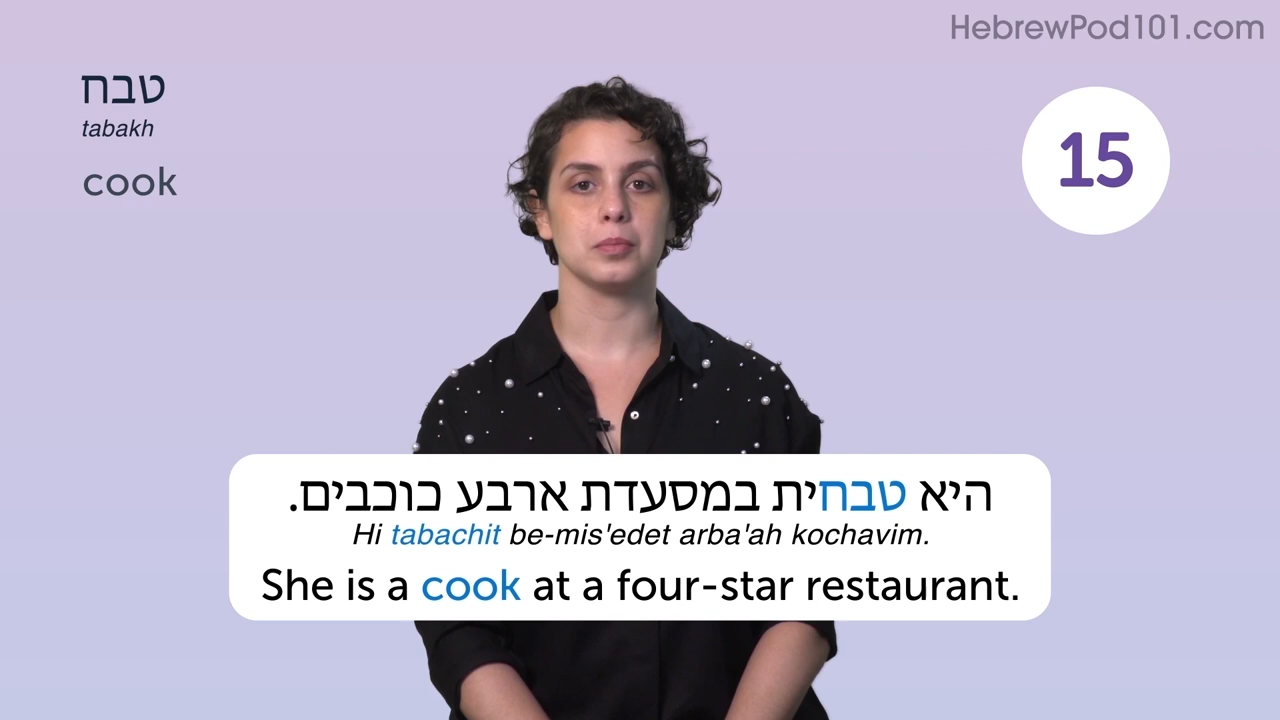 HebrewPod101.com
טבח
tabakh
cook
15
היא טבחית במסעדת ארבע כוכבים.
Hi tabachit be-mis'edet arba'ah kochavim.
She is a cook at a four-star restaurant.